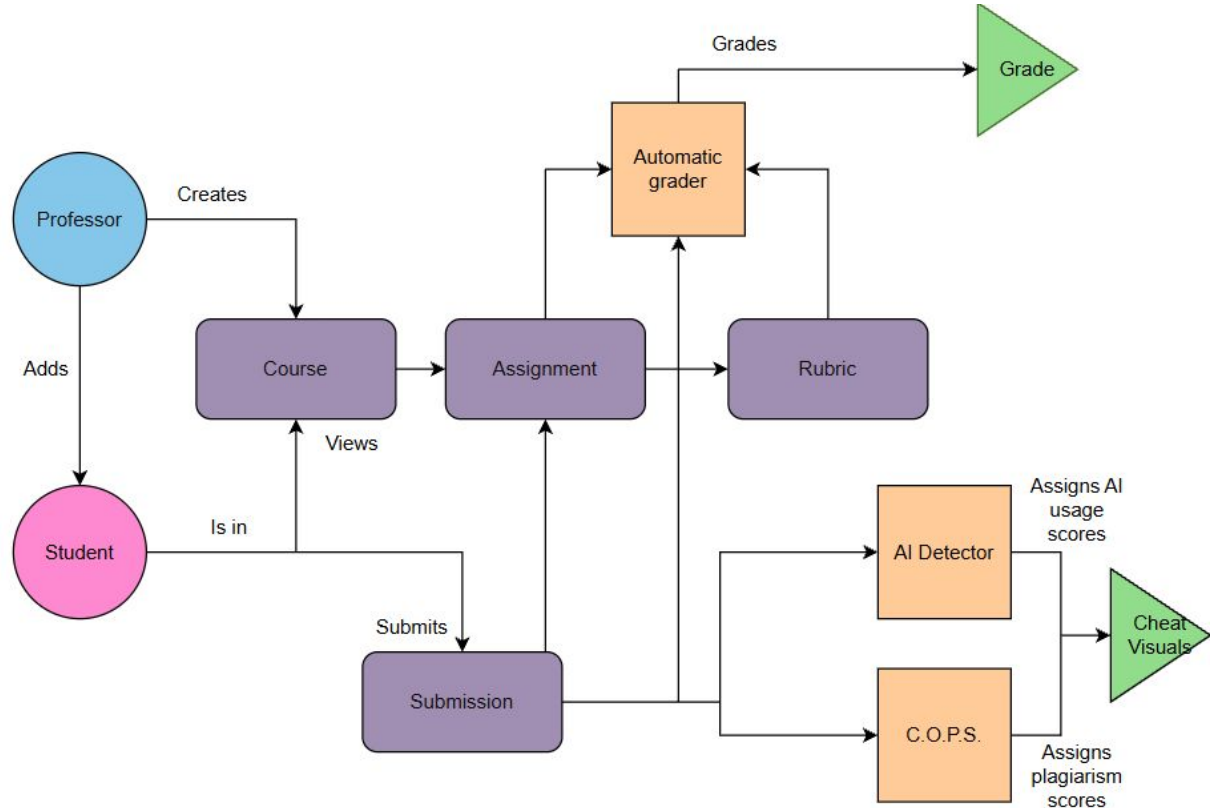 Grades
Grade
Automatic
grader
Creates
Professor
Course
Assignment
Rubric
Adds
Views
Is in
Student
Assigns AI
usage
scores
AI Detector
Submits
Cheat
Visuals
Submission
C.O.P.S.
Assigns
plagiarism
scores